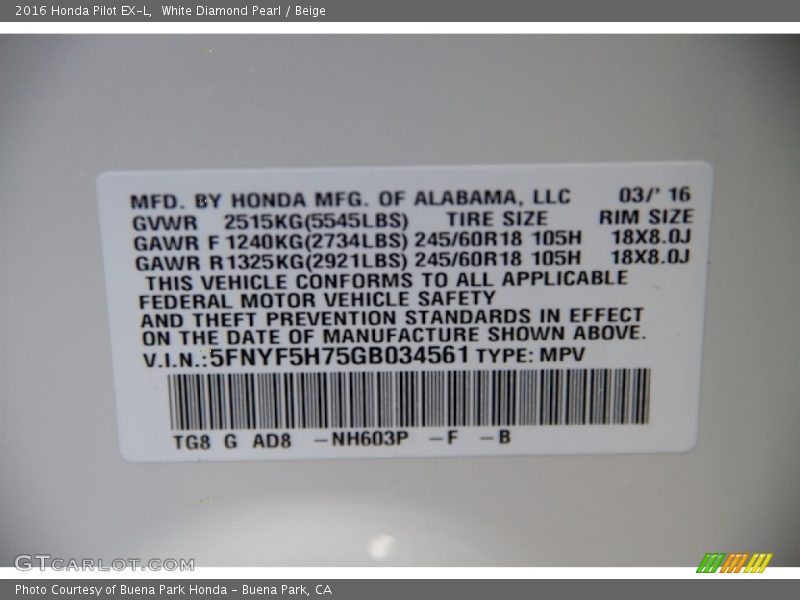 2016 Honda Pilot EX-L, White Diamond Pearl / Beige
MFD. BY HONDA MFG. OF ALABAMA, LLC 03/' 16
GVWR 2515KG(5545LBS) TIRE SIZE RIM SIZE
GAWR F 1240KG(2734LBS) 245/60R18 105H 18X8.0J
GAWR R 1325KG(2921LBS) 245/60R18 105H 18X8.0J
THIS VEHICLE CONFORMS TO ALL APPLICABLE
FEDERAL MOTOR VEHICLE SAFETY
AND THEFT PREVENTION STANDARDS IN EFFECT
ON THE DATE OF MANUFACTURE SHOWN ABOVE.
V.I.N.:5FNYF5H75GB034561 TYPE: MPV
TG8 G AD8 -NH603P -F -B
GTCARLOT.COM
Photo Courtesy of Buena Park Honda - Buena Park, CA